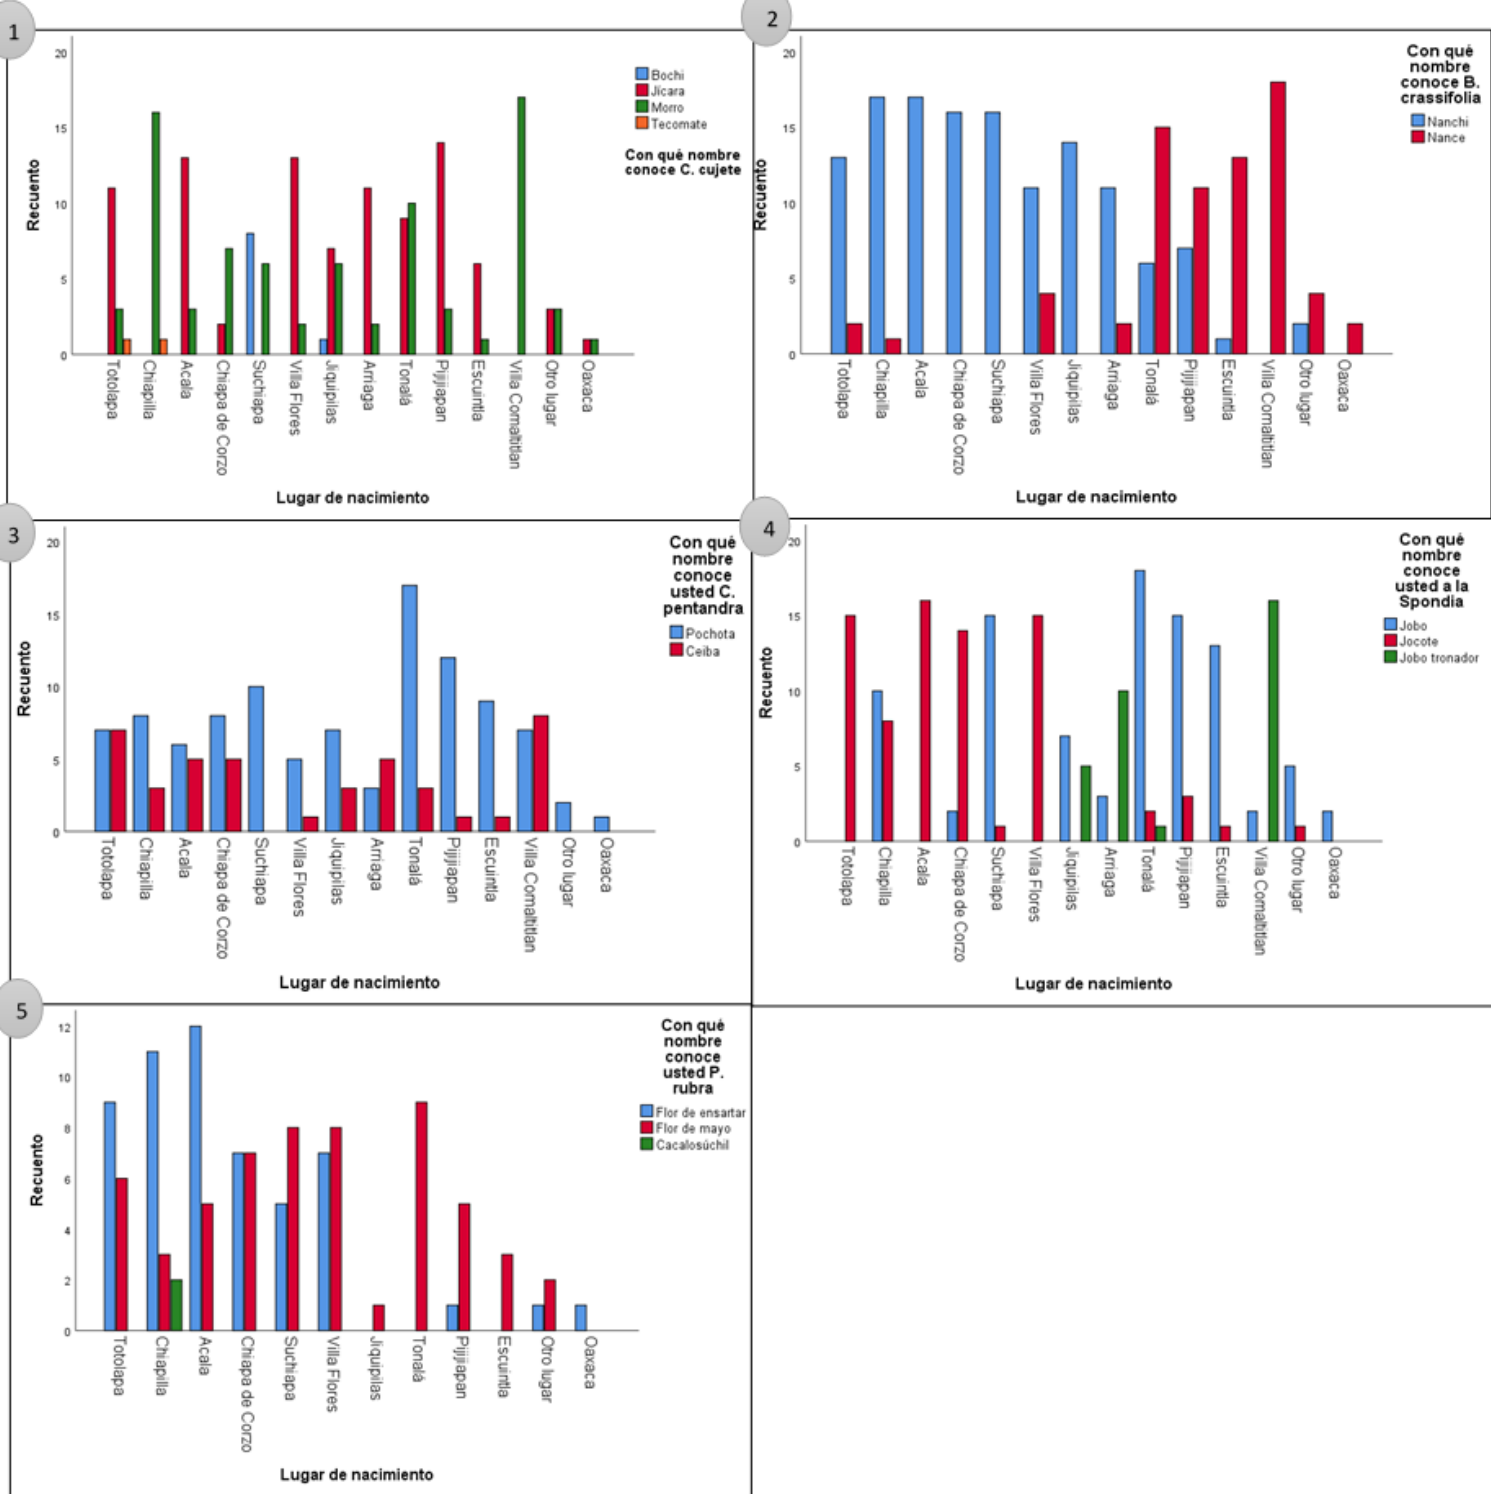 1
20
15
10
5
0
Recuento
Bochi
Jícara
Morro
Tecomate
Con qué nombre
conoce C. cujete
Totolapa
Chiapilla
Acala
Chiapa de Corzo
Suchiapa
Villa Flores
Jiquipilas
Arriaga
Tonalá
Pijijiapan
Escuintla
Villa Comaltitlan
Otro lugar
Oaxaca
Lugar de nacimiento
2
20
15
10
5
0
Recuento
Con qué
nombre
conoce B.
crassifolia
Nanchi
Nance
Totolapa
Chiapilla
Acala
Chiapa de Corzo
Suchiapa
Villa Flores
Jiquipilas
Arriaga
Tonalá
Pijijiapan
Escuintla
Villa Comaltitlan
Otro lugar
Oaxaca
Lugar de nacimiento
3
20
15
10
5
0
Recuento
Con qué
nombre
conoce
usted C.
pentandra
Pochota
Ceiba
Totolapa
Chiapilla
Acala
Chiapa de Corzo
Suchiapa
Villa Flores
Jiquipilas
Arriaga
Tonalá
Pijijiapan
Escuintla
Villa Comaltitlan
Otro lugar
Oaxaca
Lugar de nacimiento
4
20
15
10
5
0
Recuento
Con qué
nombre
conoce
usted a la
Spondia
Jobo
Jocote
Jobo tronador
Totolapa
Chiapilla
Acala
Chiapa de Corzo
Suchiapa
Villa Flores
Jiquipilas
Arriaga
Tonalá
Pijijiapan
Escuintla
Villa Comaltitlan
Otro lugar
Oaxaca
Lugar de nacimiento
5
12
10
8
6
4
2
0
Recuento
Con qué
nombre
conoce
usted P.
rubra
Flor de ensartar
Flor de mayo
Cacalosúchil
Totolapa
Chiapilla
Acala
Chiapa de Corzo
Suchiapa
Villa Flores
Jiquipilas
Tonalá
Pijijiapan
Escuintla
Otro lugar
Oaxaca
Lugar de nacimiento